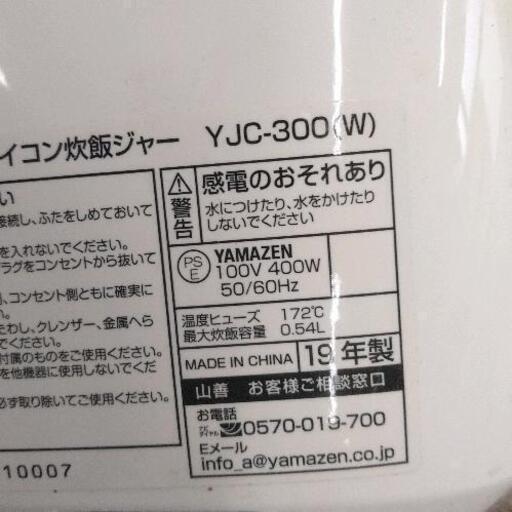 イコン炊飯ジャー YJC-300(W)
い
接続し、ふたをしめておいて
を入れないでください。
プラグをコンセントから抜いて
、コンセント側ともに確実に
たわし、クレンザー、金属へら
付属のものをご使用ください。
を他機器に使用しないでくだ
必ず取り除いてご使用ください。
警告
感電のおそれあり
水につけたり、水をかけたり
しないでください
PS
E
YAMAZEN
100V 400W
50/60Hz
温度ヒューズ 172℃
最大炊飯容量 0.54L
MADE IN CHINA
19 年製
山善 お客様ご相談窓口
お電話
ナビダイヤル 0570-019-700
Eメール
info_a@yamazen.co.jp
10007